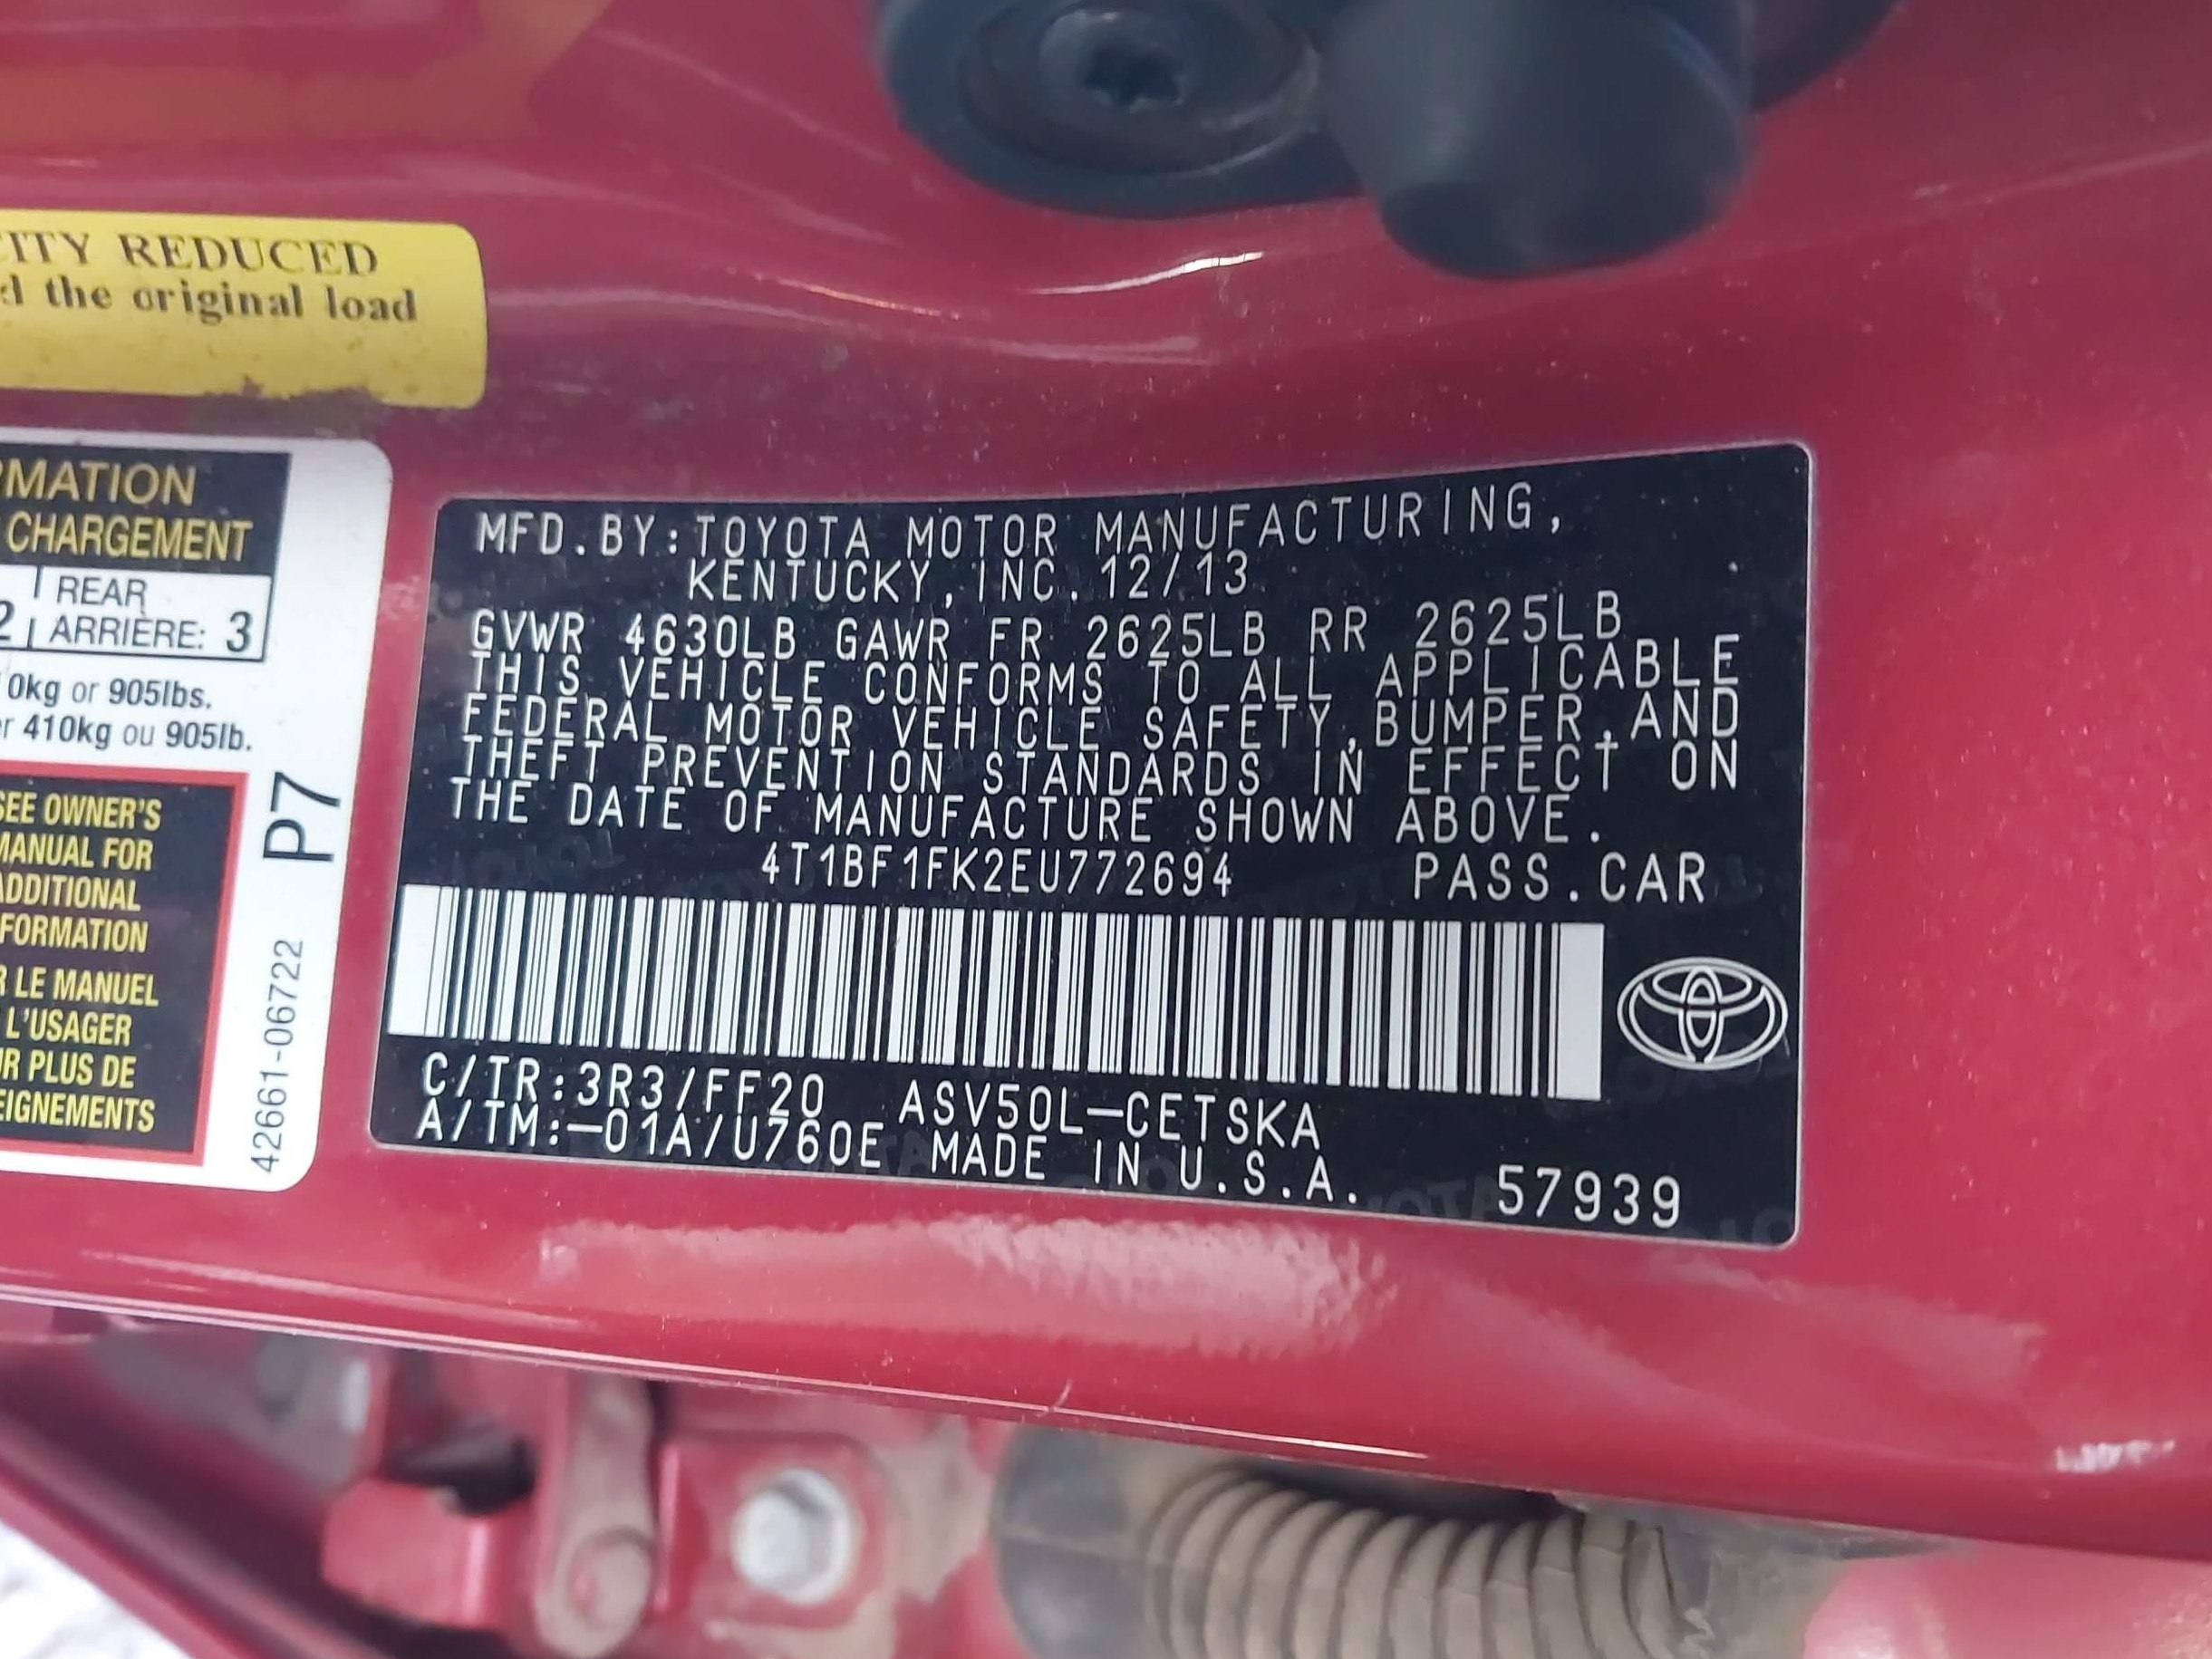 CITY REDUCED
d the original load
RMATION
CHARGEMENT
REAR
2 ARRIÈRE: 3
0kg or 905lbs.
r 410kg ou 905lb.
SEE OWNER'S
MANUAL FOR
ADDITIONAL
FORMATION
R LE MANUEL
L'USAGER
UR PLUS DE
EIGNEMENTS
P7
42661-06722
MFD.BY:TOYOTA MOTOR MANUFACTURING,
KENTUCKY,INC.12/13
GVWR 4630LB GAWR FR 2625LB RR 2625LB
THIS VEHICLE CONFORMS TO ALL APPLICABLE
FEDERAL MOTOR VEHICLE SAFETY,BUMPER,AND
THEFT PREVENTION STANDARDS IN EFFECT ON
THE DATE OF MANUFACTURE SHOWN ABOVE.
4T1BF1FK2EU772694 PASS.CAR
C/TR:3R3/FF20 ASV50L-CETSKA
A/TM:-01A/U760E MADE IN U.S.A. 57939